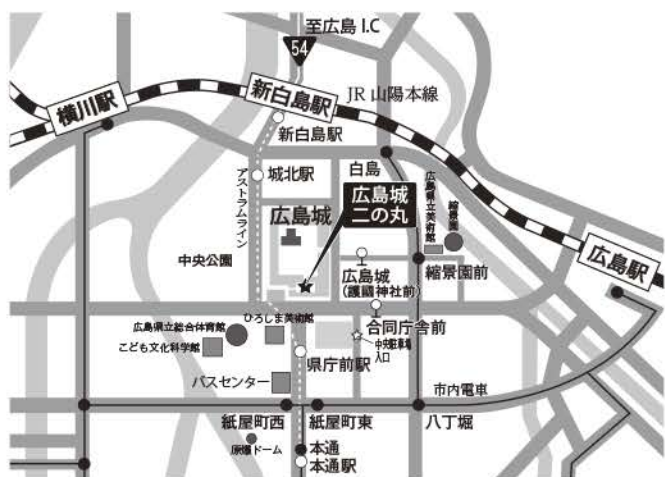 至広島 I.C
54
横川駅
新白島駅
JR 山陽本線
新白島駅
白島
城北駅
アストラムライン
広島城
二の丸
広島県立美術館
縮景園
広島城
中央公園
広島駅
広島城
(護國神社前)
縮景園前
ひろしま美術館
広島県立総合体育館
こども文化科学館
合同庁舎前
中央駐車場
入口
県庁前駅
バスセンター
市内電車
紙屋町西
紙屋町東
八丁堀
原爆ドーム
本通
本通駅